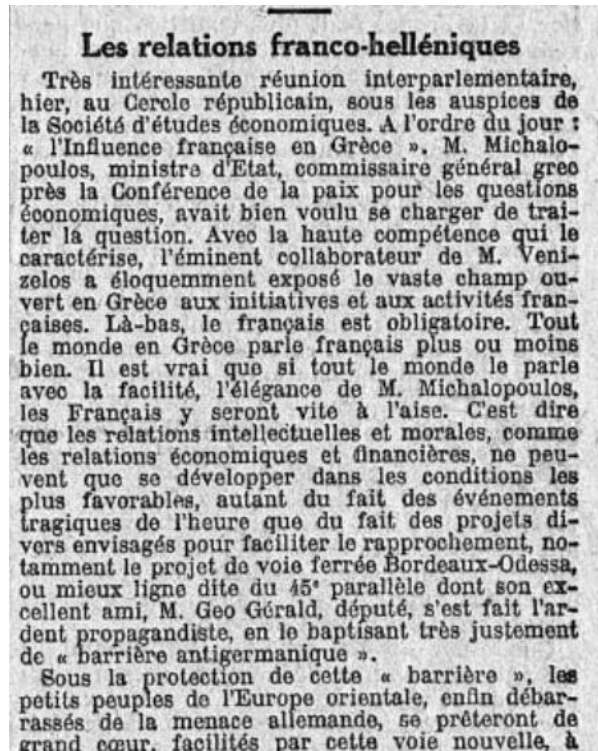 Les relations franco-helléniques
Très intéressante réunion interparlementaire,
hier, au Cercle républicain, sous les auspices de
la Société d'études économiques. A l'ordre du jour :
« l'Influence française en Grèce ». M. Michalo-
poulos, ministre d'Etat, commissaire général grec
près la Conférence de la paix pour les questions
économiques, avait bien voulu se charger de trai-
ter la question. Avec la haute compétence qui le
caractérise, l'éminent collaborateur de M. Veni-
zelos a éloquemment exposé le vaste champ ou-
vert en Grèce aux initiatives et aux activités fran-
çaises. Là-bas, le français est obligatoire. Tout
le monde en Grèce parle français plus ou moins
bien. Il est vrai que si tout le monde le parle
avec la facilité, l'élégance de M. Michalopoulos,
les Français y seront vite à l'aise. C'est dire
que les relations intellectuelles et morales, comme
les relations économiques et financières, ne peu-
vent que se développer dans les conditions les
plus favorables, autant du fait des événements
tragiques de l'heure que du fait des projets di-
vers envisagés pour faciliter le rapprochement, no-
tamment le projet de voie ferrée Bordeaux-Odessa,
ou mieux ligne dite du 45e parallèle dont son ex-
cellent ami, M. Geo Gérald, député, s'est fait l'ar-
dent propagandiste, en le baptisant très justement
de « barrière antigermanique ».
Sous la protection de cette « barrière », les
petits peuples de l'Europe orientale, enfin débar-
rassés de la menace allemande, se prêteront de
grand cœur, facilités par cette voie nouvelle, à